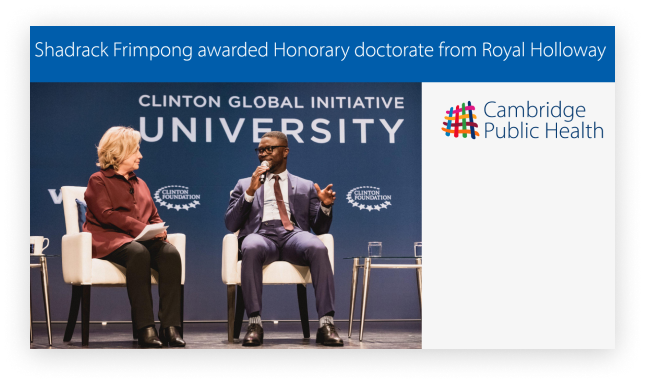 Shadrack Frimpong awarded Honorary doctorate from Royal Holloway
CLINTON GLOBAL INITIATIVE
UNIVERSITY
CLINTON
FOUNDATION
CLINTON
FOUNDATION
Cambridge
Public Health